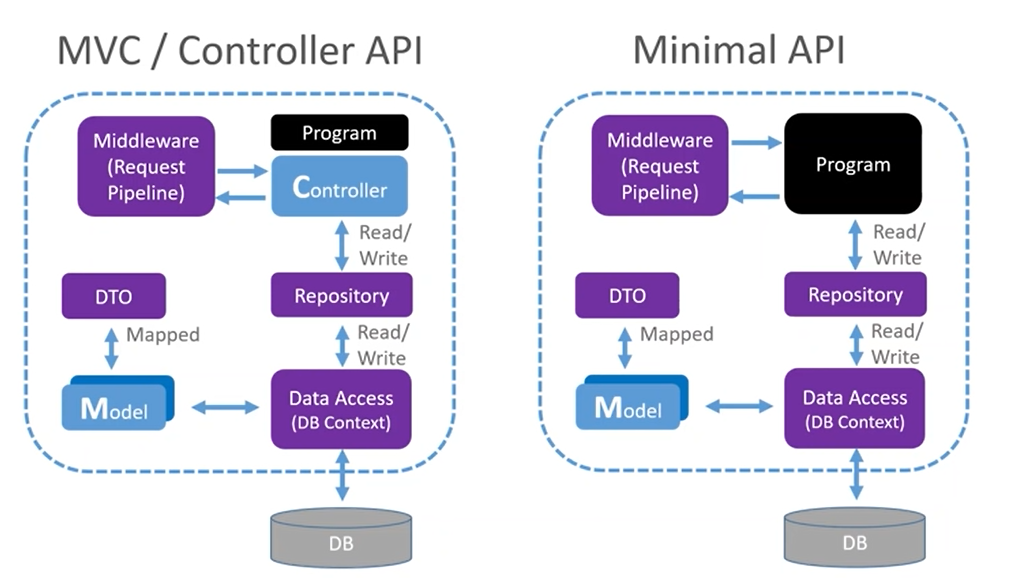 MVC / Controller API
Middleware
(Request
Pipeline)
Program
Controller
Read/
Write
DTO
Repository
Mapped
Read/
Write
Model
Data Access
(DB Context)
DB
Minimal API
Middleware
(Request
Pipeline)
Program
Read/
Write
DTO
Repository
Mapped
Read/
Write
Model
Data Access
(DB Context)
DB